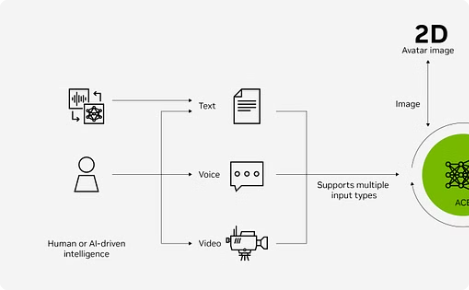 2D
Avatar image
Image
Text
Voice
Supports multiple
input types
Video
Human or AI-driven
intelligence